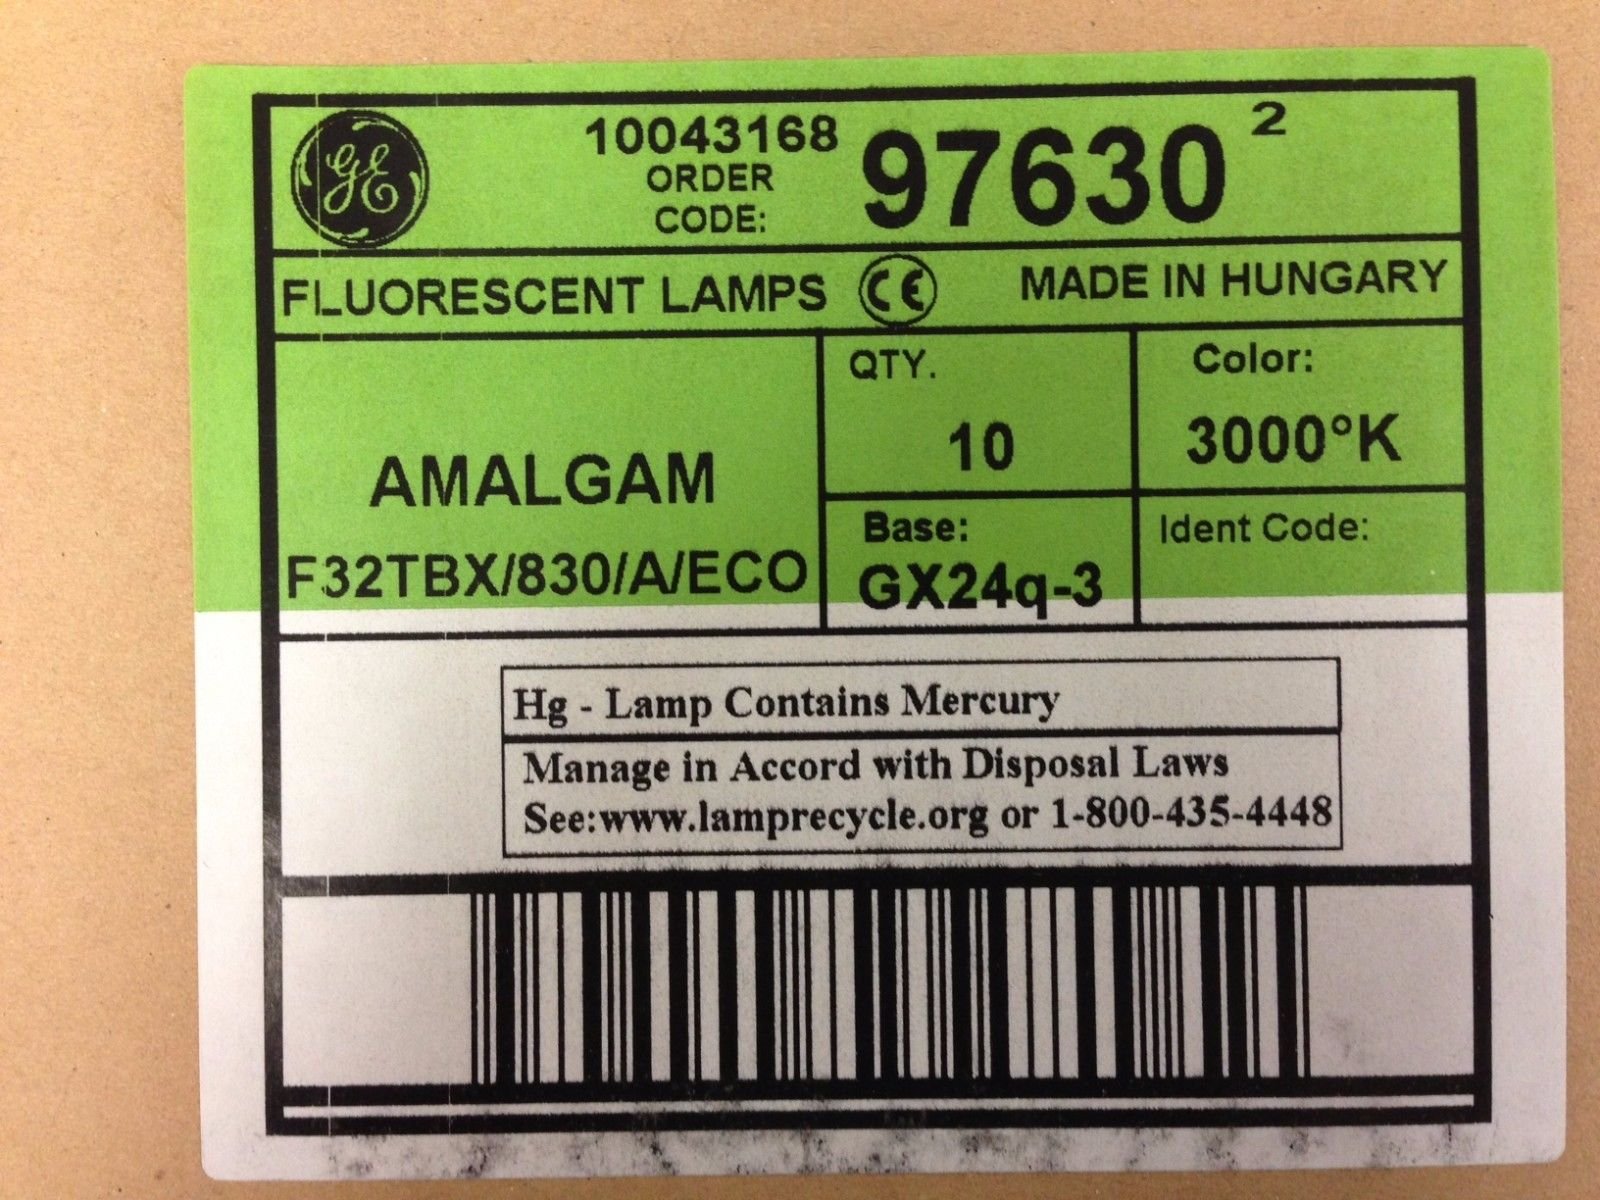 GE
10043168
ORDER
CODE:
97630 2
FLUORESCENT LAMPS CE MADE IN HUNGARY
AMALGAM
F32TBX/830/A/ECO
QTY.
10
Color:
3000°K
Base:
GX24q-3
Ident Code:
Hg - Lamp Contains Mercury
Manage in Accord with Disposal Laws
See:www.lamprecycle.org or 1-800-435-4448